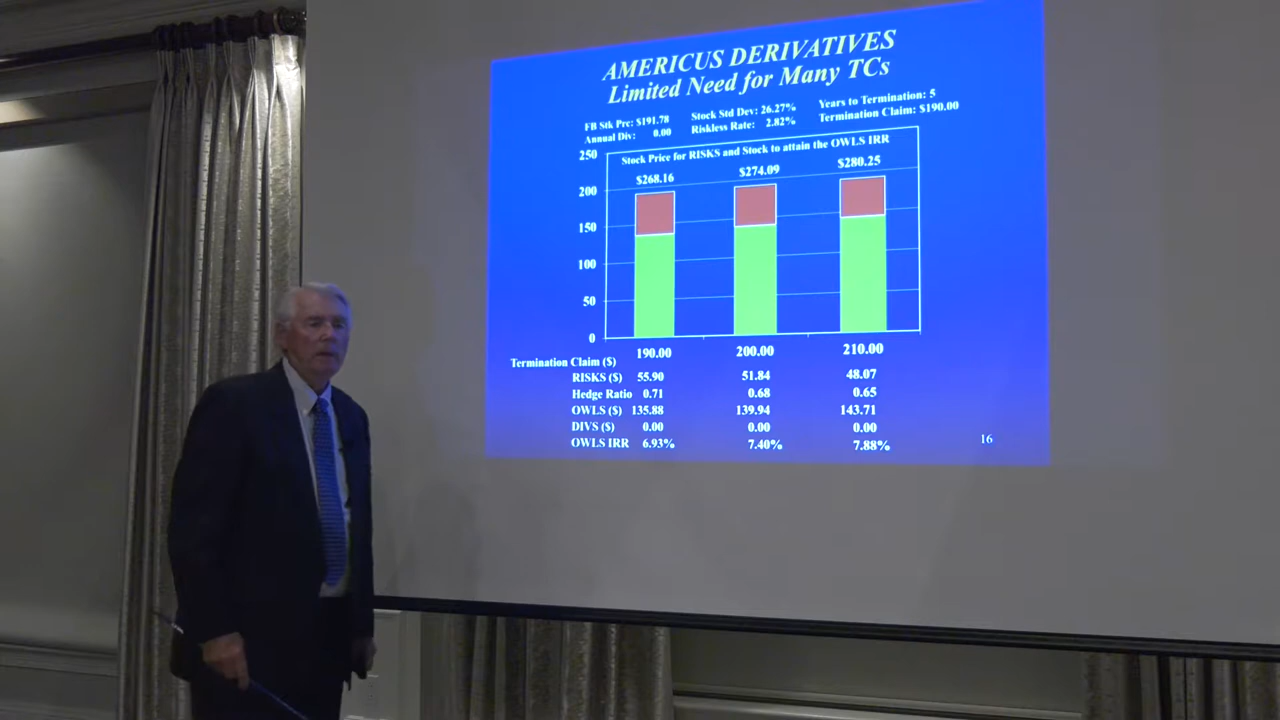 AMERICUS DERIVATIVES
Limited Need for Many TCs
FB Stk Prc: $191.78 Stock Std Dev: 26.27% Years to Termination: 5
Annual Div: 0.00 Riskless Rate: 2.82% Termination Claim: $190.00
Stock Price for RISKS and Stock to attain the OWLS IRR
$268.16 $274.09 $280.25
250
200
150
100
50
0
Termination Claim ($) 190.00 200.00 210.00
RISKS ($) 55.90 51.84 48.07
Hedge Ratio 0.71 0.68 0.65
OWLS ($) 135.88 139.94 143.71
DIVS ($) 0.00 0.00 0.00
OWLS IRR 6.93% 7.40% 7.88%
16